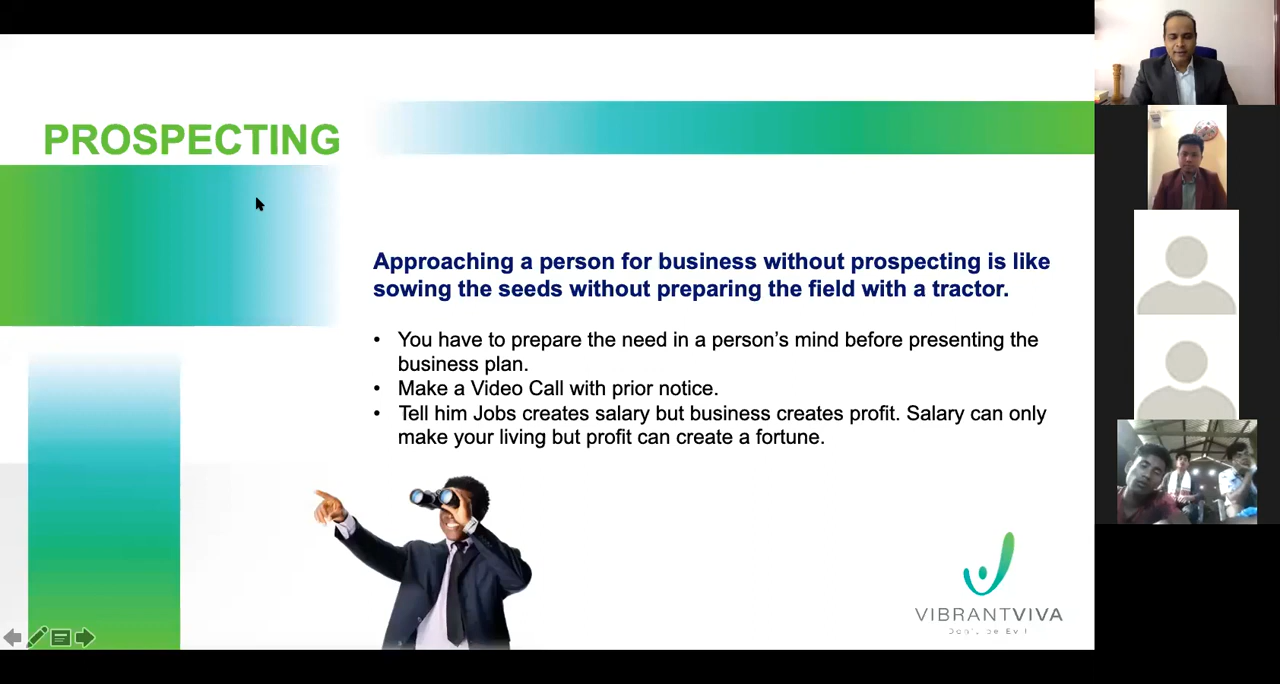 PROSPECTING
Approaching a person for business without prospecting is like
sowing the seeds without preparing the field with a tractor.
• You have to prepare the need in a person's mind before presenting the
business plan.
• Make a Video Call with prior notice.
• Tell him Jobs creates salary but business creates profit. Salary can only
make your living but profit can create a fortune.
VIBRANTVIVA